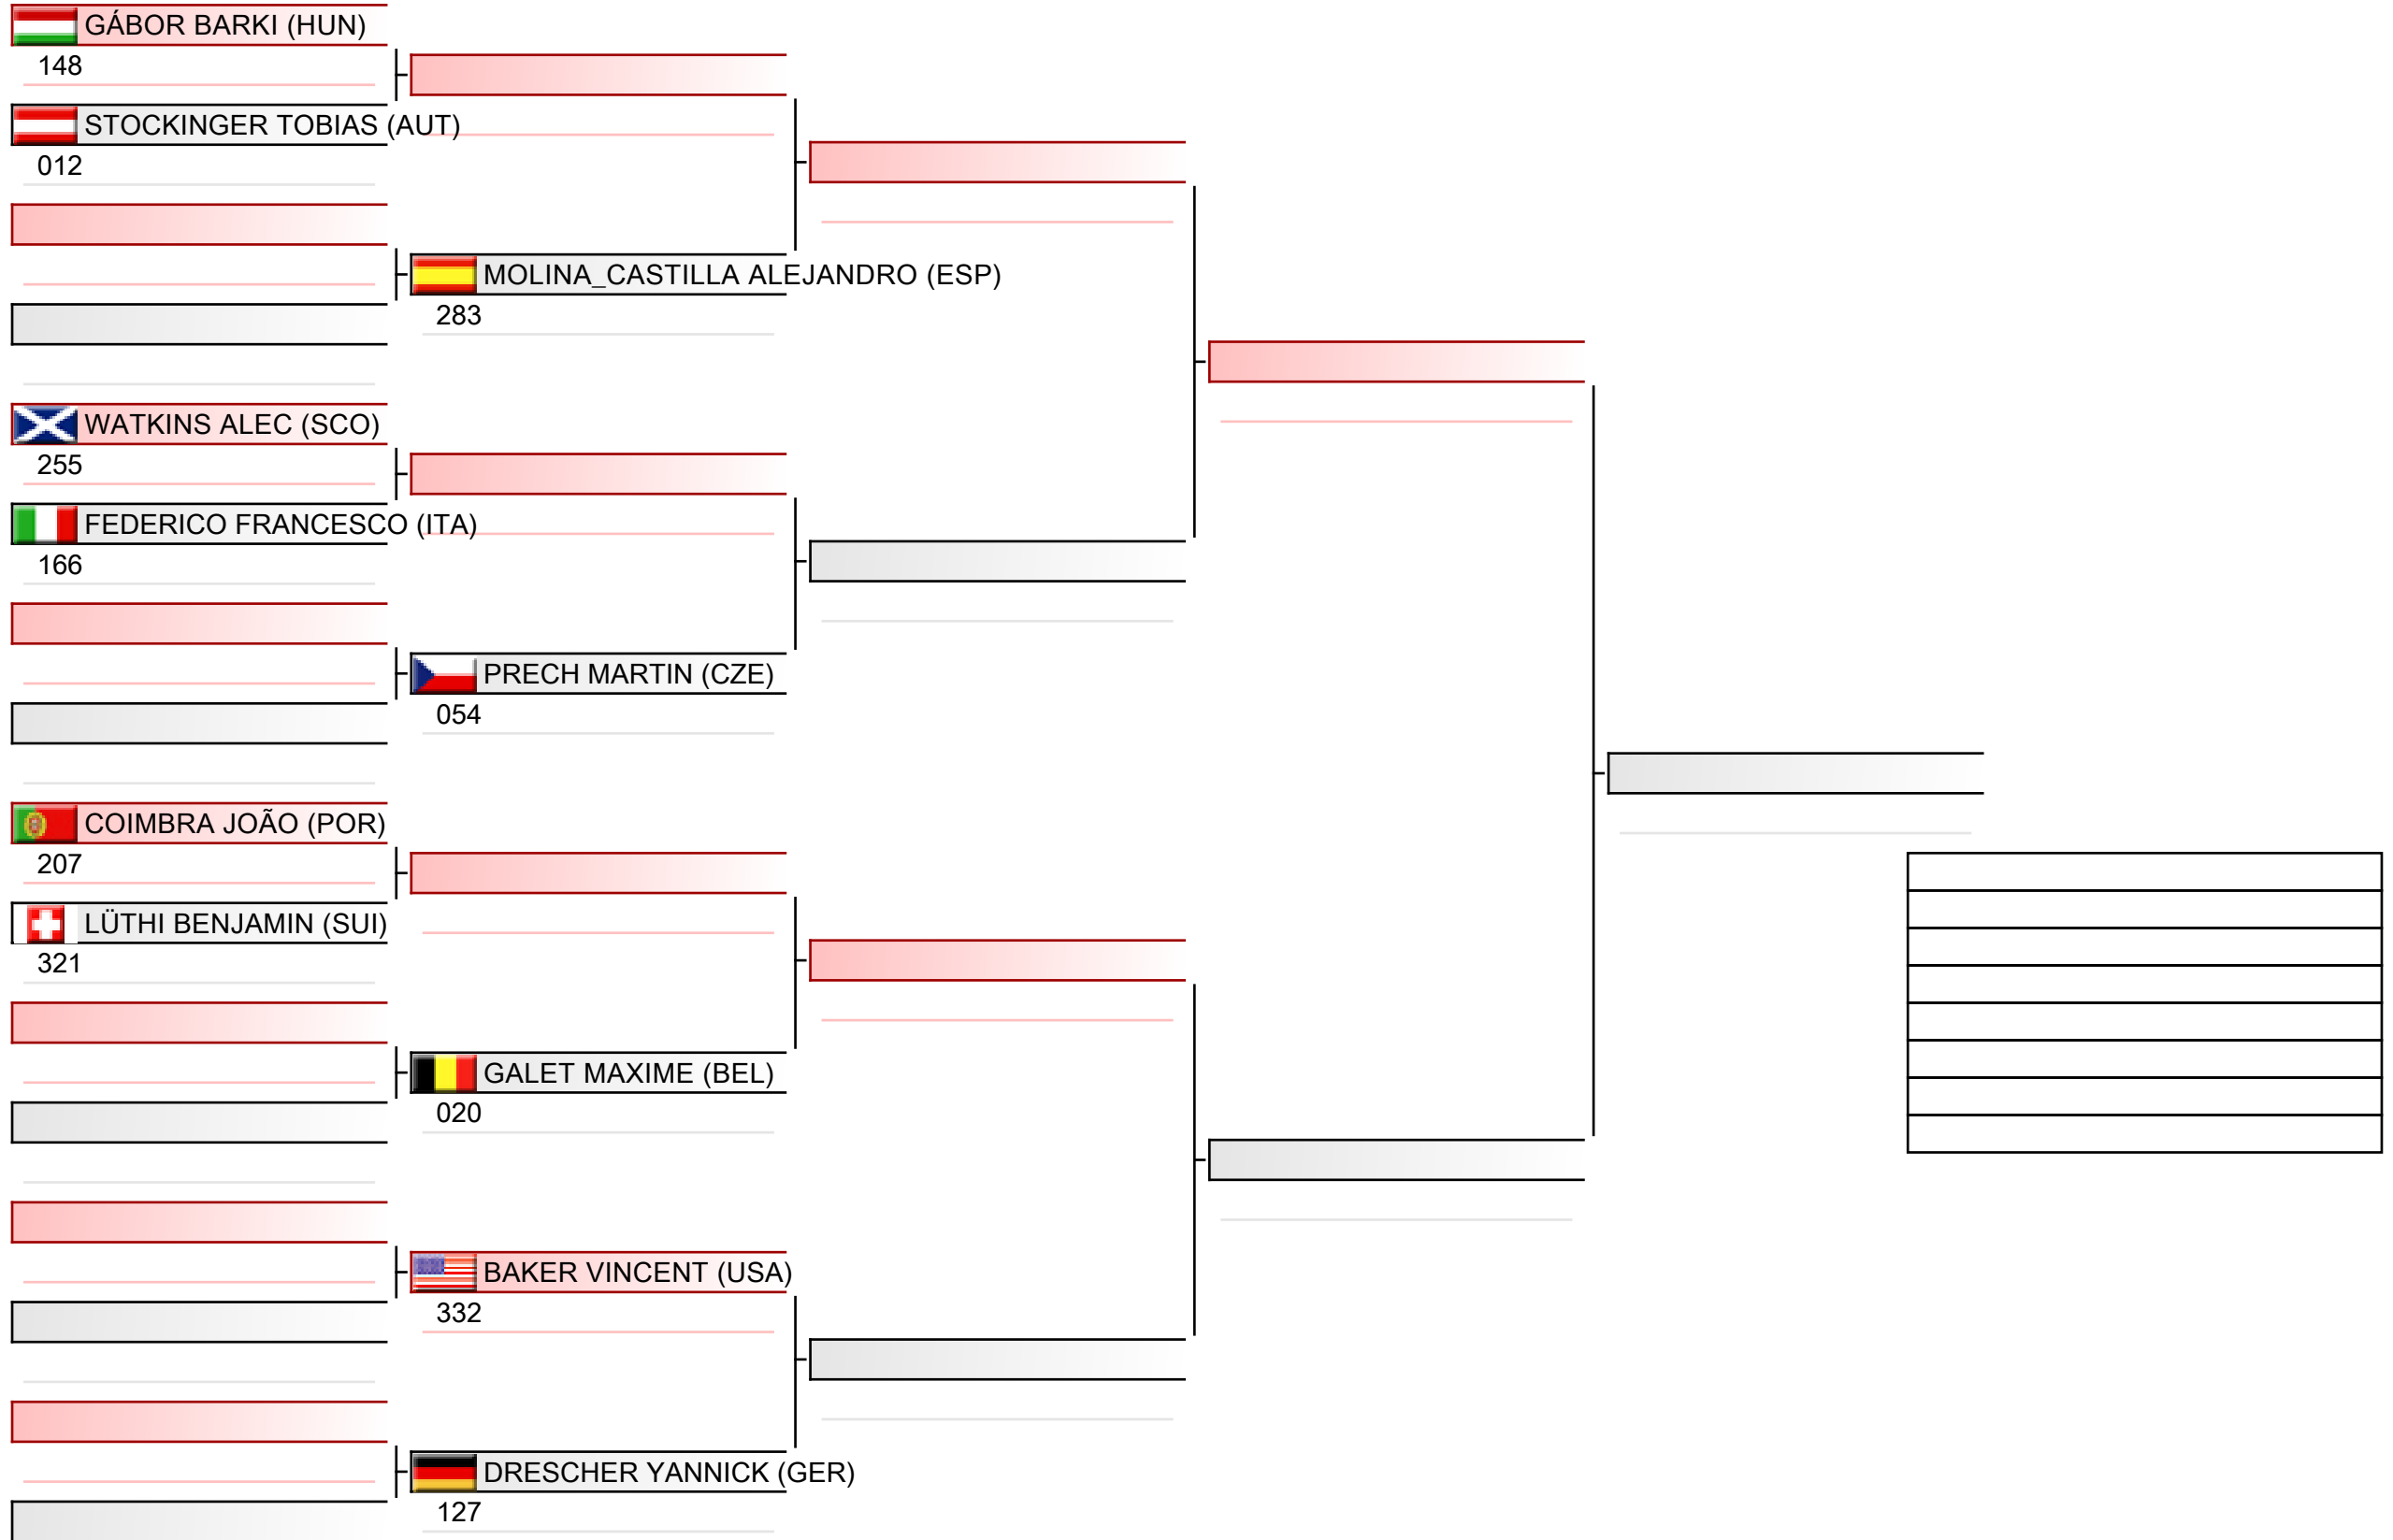 GÁBOR BARKI (HUN)
148
STOCKINGER TOBIAS (AUT)
012
MOLINA_CASTILLA ALEJANDRO (ESP)
283
WATKINS ALEC (SCO)
255
FEDERICO FRANCESCO (ITA)
166
PRECH MARTIN (CZE)
054
COIMBRA JOÃO (POR)
207
LÜTHI BENJAMIN (SUI)
321
GALET MAXIME (BEL)
020
BAKER VINCENT (USA)
332
DRESCHER YANNICK (GER)
127